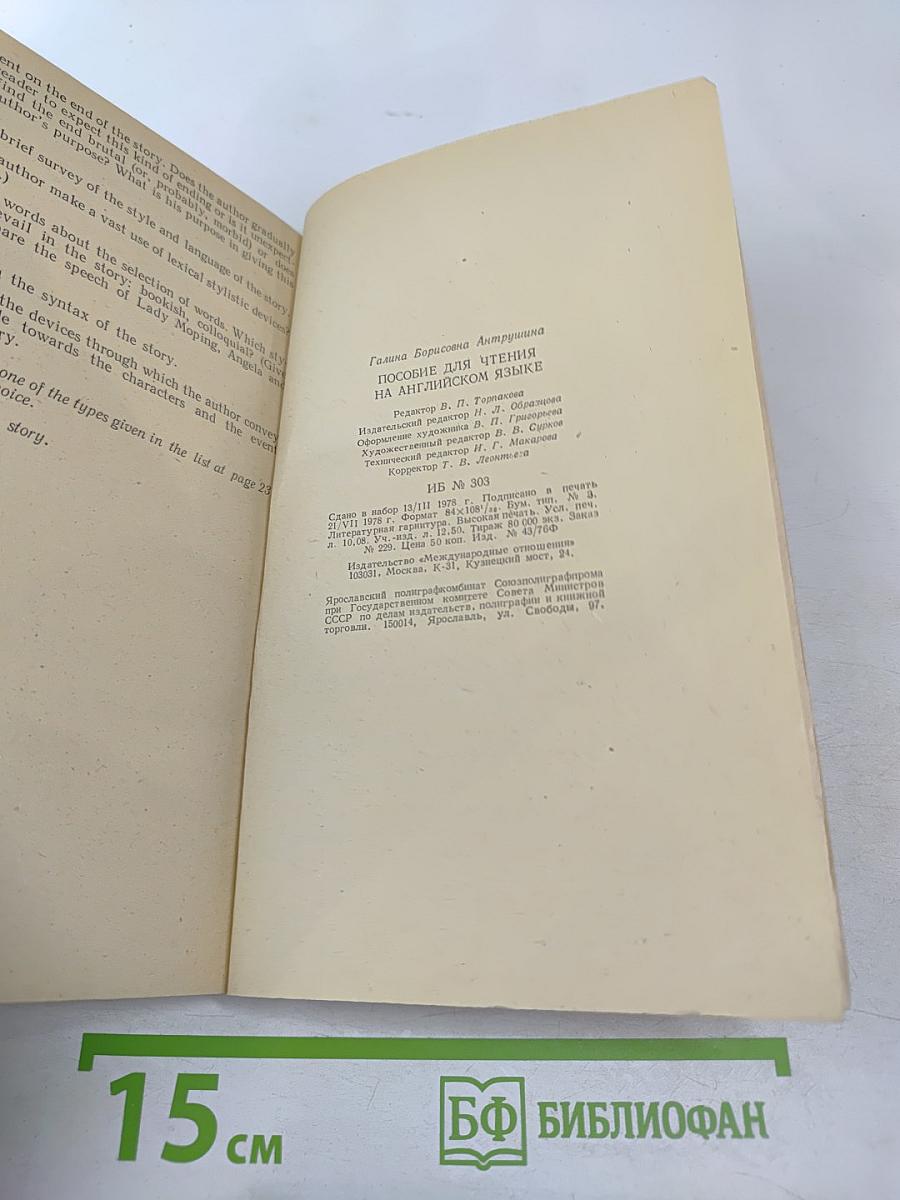 ent on the end of the story. Does the author gradually
eader to expect this kind of ending or is it unexpect-
find the end brutal (or, probably, morbid) or does
uthor's purpose? What is his purpose in giving this
brief survey of the style and language of the story.
author make a vast use of lexical stylistic devices?
.)
words about the selection of words. Which sty-
evail in the story: bookish, colloquial? (Give
are the speech of Lady Moping, Angela and
the syntax of the story.
the devices through which the author convey
le towards the characters and the event
ry.
one of the types given in the list at page 23
oice.
story.
Галина Борисовна Антрушина
ПОСОБИЕ ДЛЯ ЧТЕНИЯ
НА АНГЛИЙСКОМ ЯЗЫКЕ
Редактор В. П. Торпакова
Издательский редактор Н. Л. Образцова
Оформление художника В. П. Григорьева
Художественный редактор В. В. Сурков
Технический редактор И. Г. Макарова
Корректор Т. В. Леонтьева
ИБ № 303
Сдано в набор 13/III 1978 г. Подписано в печать
21/VII 1978 г. Формат 84×108¹/₃₂. Бум. тип. № 3.
Литературная гарнитура. Высокая печать. Усл. печ.
л. 10,08. Уч.-изд. л. 12,50. Тираж 80 000 экз. Заказ
№ 229. Цена 50 коп. Изд. № 43/76Ф
Издательство «Международные отношения»
103031, Москва, К-31, Кузнецкий мост, 24.
Ярославский полиграфкомбинат Союзполиграфпрома
при Государственном комитете Совета Министров
СССР по делам издательств, полиграфии и книжной
торговли. 150014, Ярославль, ул. Свободы, 97.
15 см
БФ БИБЛИОФАН